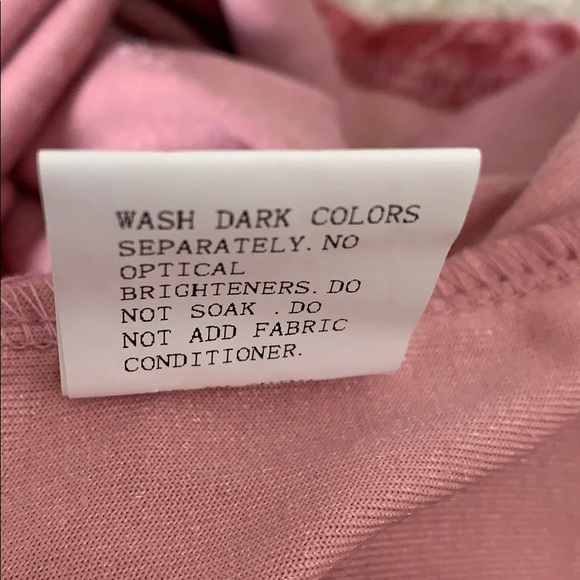 WASH DARK COLORS
SEPARATELY. NO
OPTICAL
BRIGHTENERS. DO
NOT SOAK . DO
NOT ADD FABRIC
CONDITIONER.